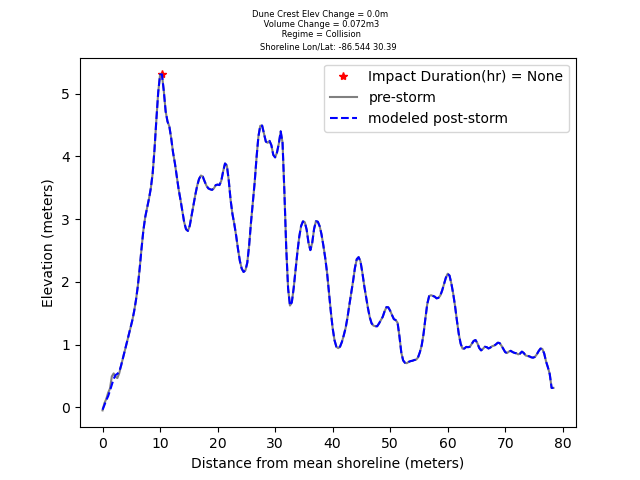 Dune Crest Elev Change = 0.0m
Volume Change = 0.072m3
Regime = Collision
Shoreline Lon/Lat: -86.544 30.39
Impact Duration(hr) = None
pre-storm
modeled post-storm
Elevation (meters)
5
4
3
2
1
0
0 10 20 30 40 50 60 70 80
Distance from mean shoreline (meters)